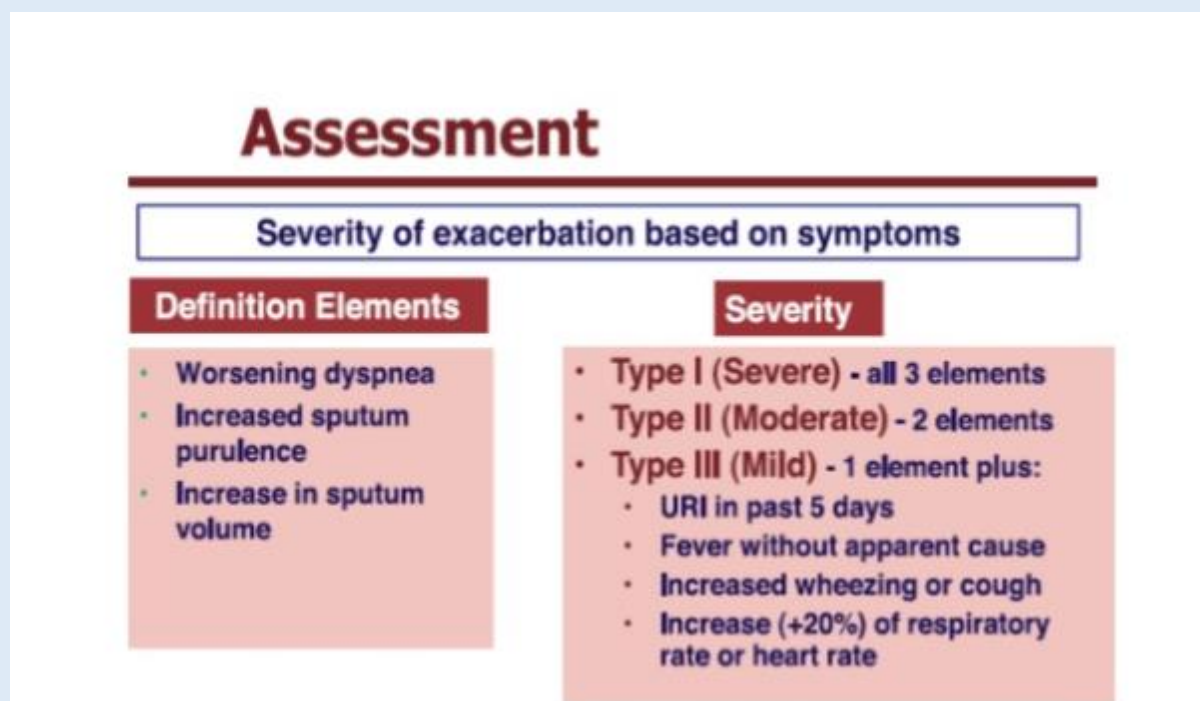 Assessment
Severity of exacerbation based on symptoms
Definition Elements
• Worsening dyspnea
• Increased sputum
purulence
• Increase in sputum
volume
Severity
• Type I (Severe) - all 3 elements
• Type II (Moderate) - 2 elements
• Type III (Mild) - 1 element plus:
• URI in past 5 days
• Fever without apparent cause
• Increased wheezing or cough
• Increase (+20%) of respiratory
rate or heart rate